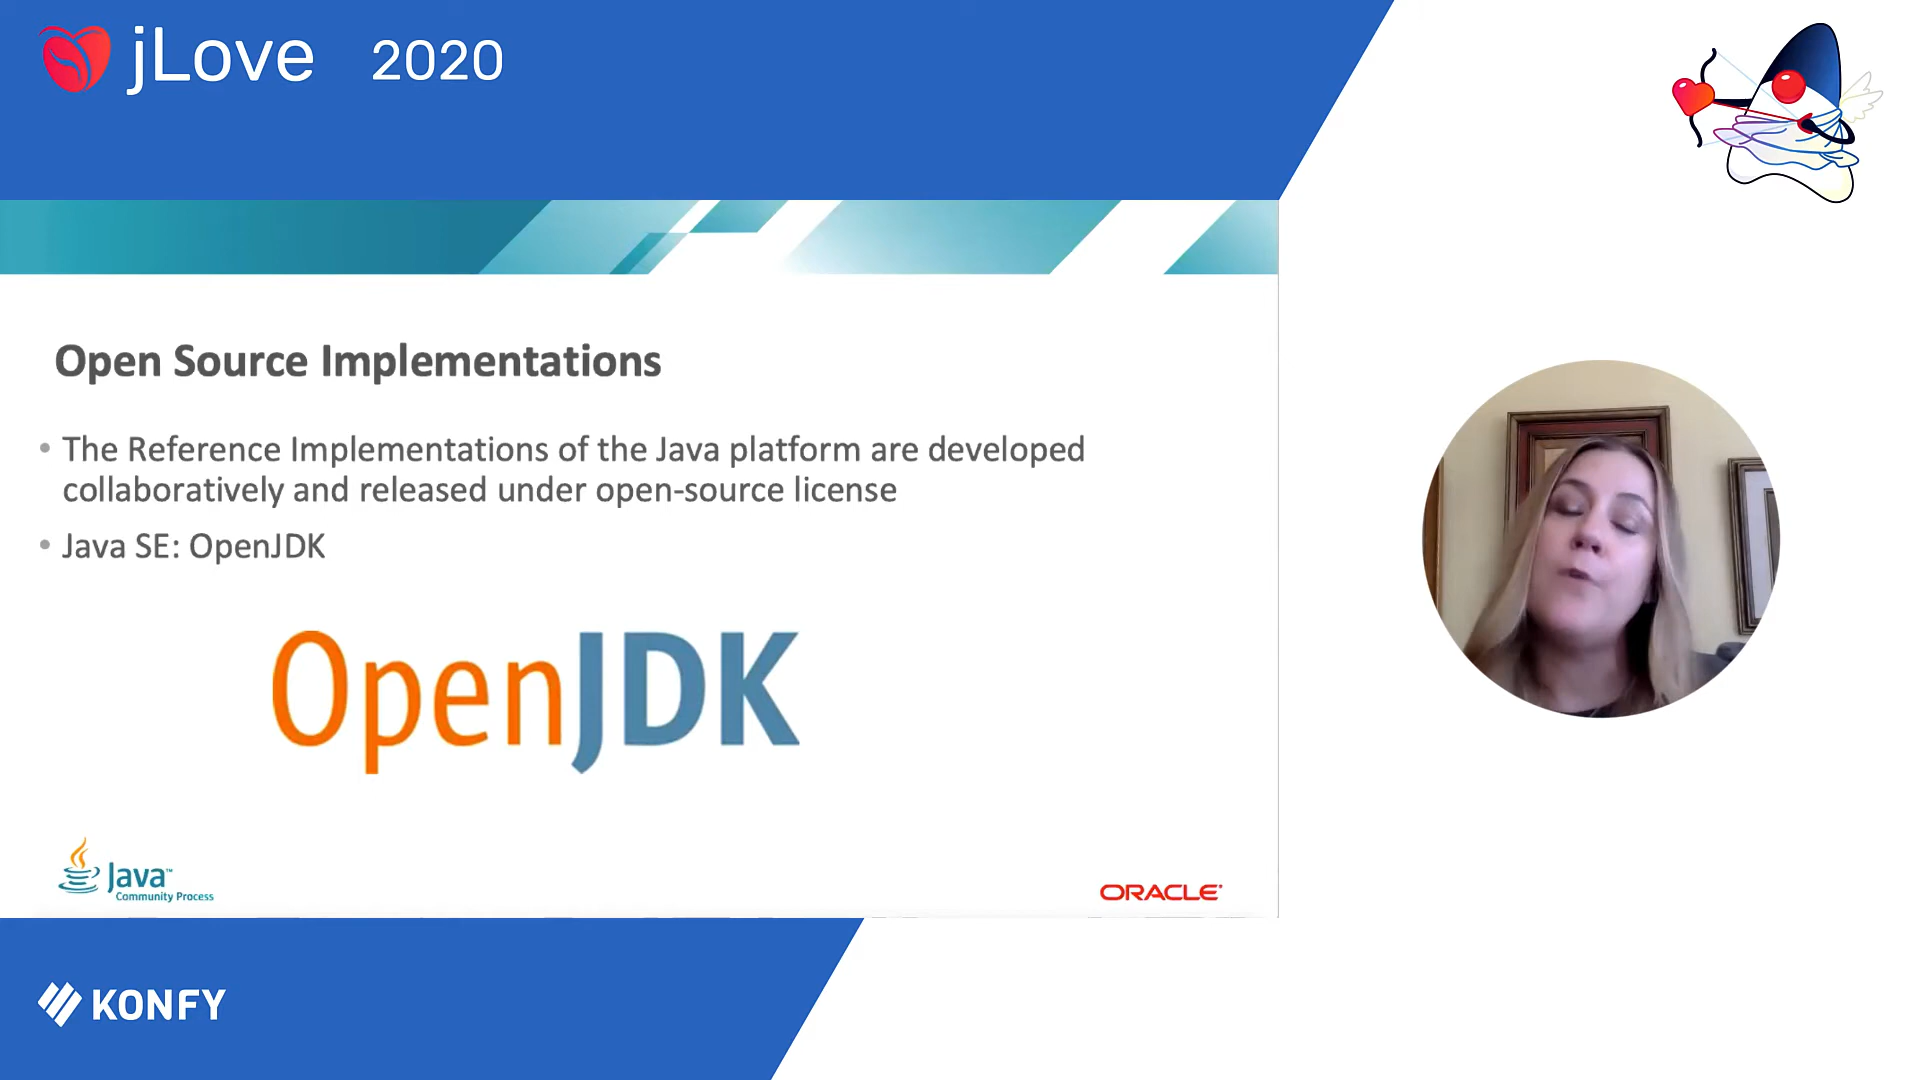 jLove 2020
Open Source Implementations
• The Reference Implementations of the Java platform are developed
collaboratively and released under open-source license
• Java SE: OpenJDK
OpenJDK
Java™
Community Process
ORACLE®
KONFY